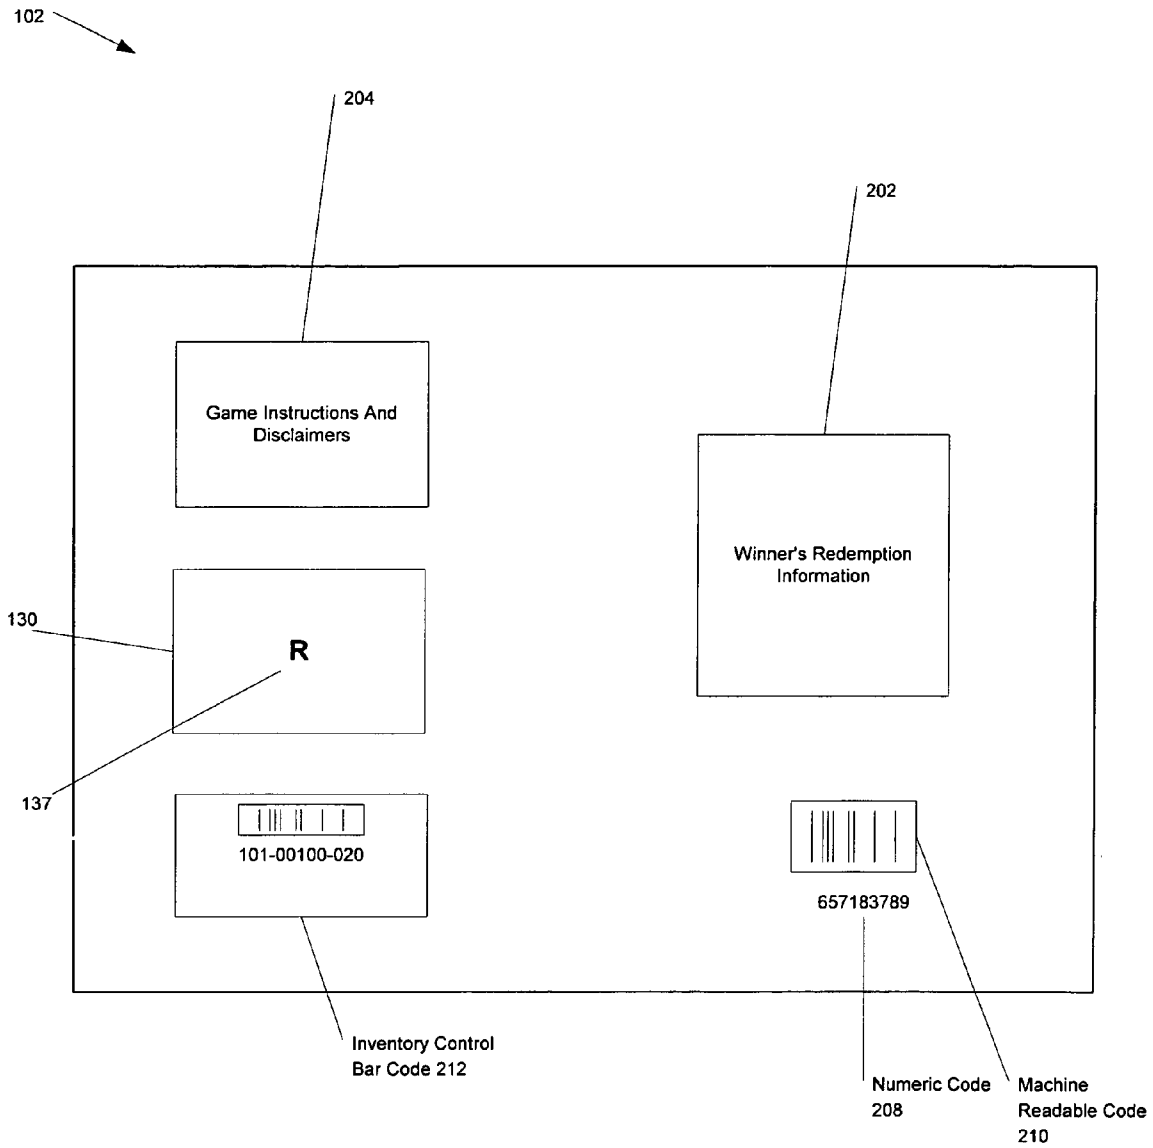 102
204
202
Game Instructions And
Disclaimers
Winner's Redemption
Information
130
R
137
101-00100-020
657183789
Inventory Control
Bar Code 212
Numeric Code
208
Machine
Readable Code
210